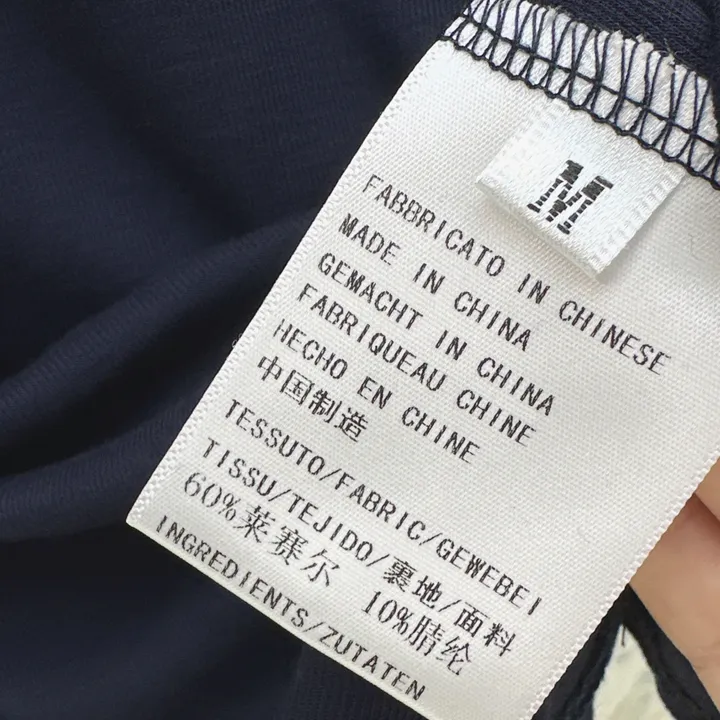 M
FABBRICATO IN CHINESE
MADE IN CHINA
GEMACHT IN CHINA
FABRIQUEAU CHINE
HECHO EN CHINE
中国制造
TESSUTO/FABRIC/GEWEBEI
TISSU/TEJIDO/裏地/面料
60%莱赛尔 10%腈纶
INGREDIENTS/ZUTATEN